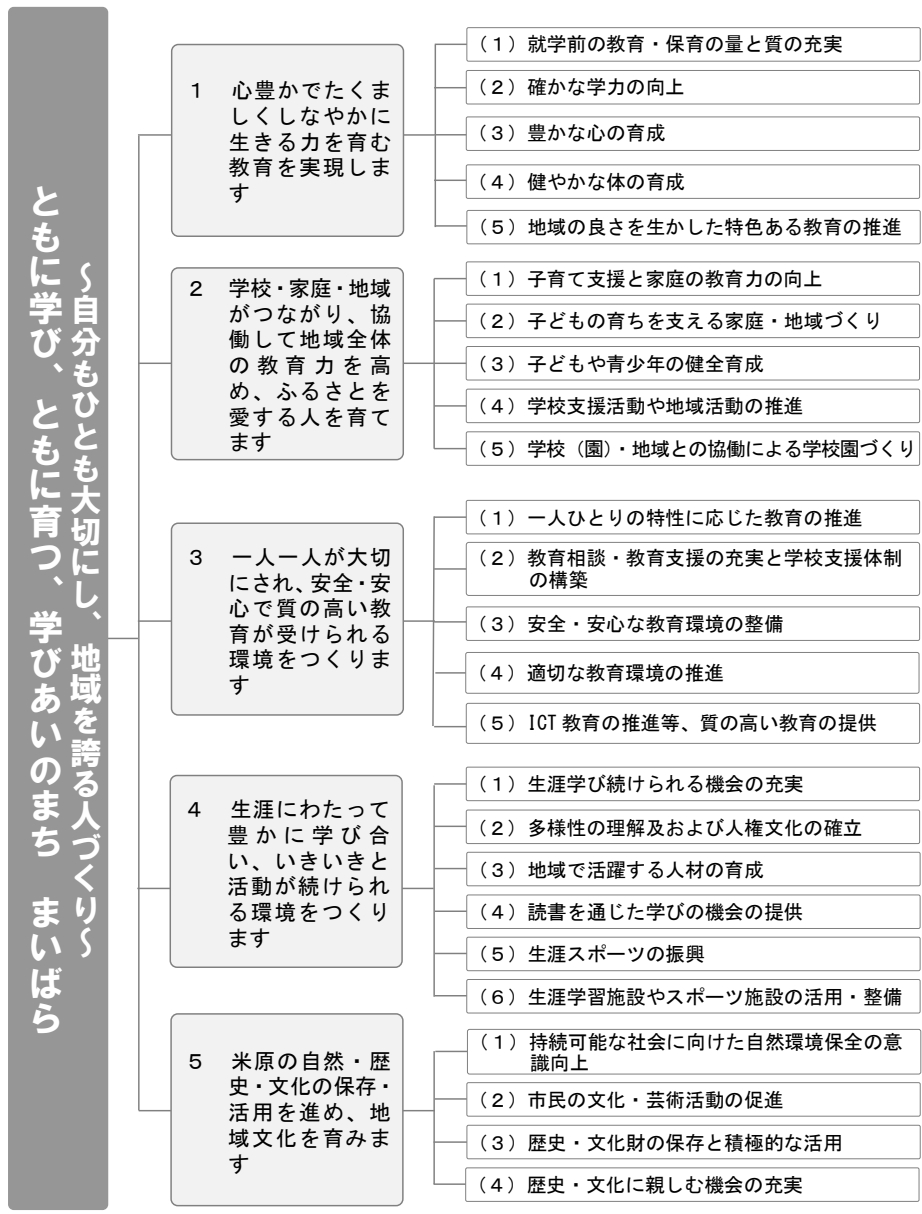 ともに学び、ともに育つ、学びあいのまち　まいばら
～自分もひとも大切にし、地域を誇る人づくり～
１　心豊かでたくま
しくしなやかに
生きる力を育む
教育を実現しま
す
（１）就学前の教育・保育の量と質の充実
（２）確かな学力の向上
（３）豊かな心の育成
（４）健やかな体の育成
（５）地域の良さを生かした特色ある教育の推進
２　学校・家庭・地域
がつながり、協
働して地域全体
の教育力を高
め、ふるさとを
愛する人を育て
ます
（１）子育て支援と家庭の教育力の向上
（２）子どもの育ちを支える家庭・地域づくり
（３）子どもや青少年の健全育成
（４）学校支援活動や地域活動の推進
（５）学校（園）・地域との協働による学校園づくり
３　一人一人が大切
にされ、安全・安
心で質の高い教
育が受けられる
環境をつくりま
す
（１）一人ひとりの特性に応じた教育の推進
（２）教育相談・教育支援の充実と学校支援体制
の構築
（３）安全・安心な教育環境の整備
（４）適切な教育環境の推進
（５）ICT 教育の推進等、質の高い教育の提供
４　生涯にわたって
豊かに学び合
い、いきいきと
活動が続けられ
る環境をつくり
ます
（１）生涯学び続けられる機会の充実
（２）多様性の理解及および人権文化の確立
（３）地域で活躍する人材の育成
（４）読書を通じた学びの機会の提供
（５）生涯スポーツの振興
（６）生涯学習施設やスポーツ施設の活用・整備
５　米原の自然・歴
史・文化の保存・
活用を進め、地
域文化を育みま
す
（１）持続可能な社会に向けた自然環境保全の意
識向上
（２）市民の文化・芸術活動の促進
（３）歴史・文化財の保存と積極的な活用
（４）歴史・文化に親しむ機会の充実